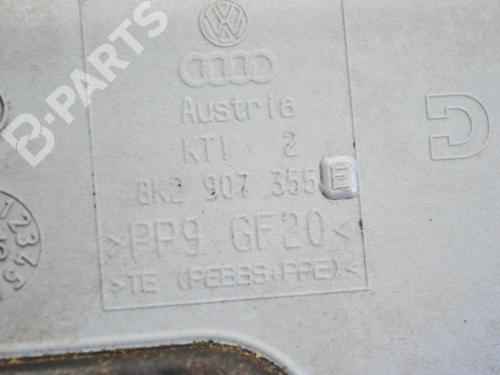 B-PARTS
Austria
KTI 2
8K2 907 355 E
>PP9 GF20<
>TE (PEBBS+PPE)<